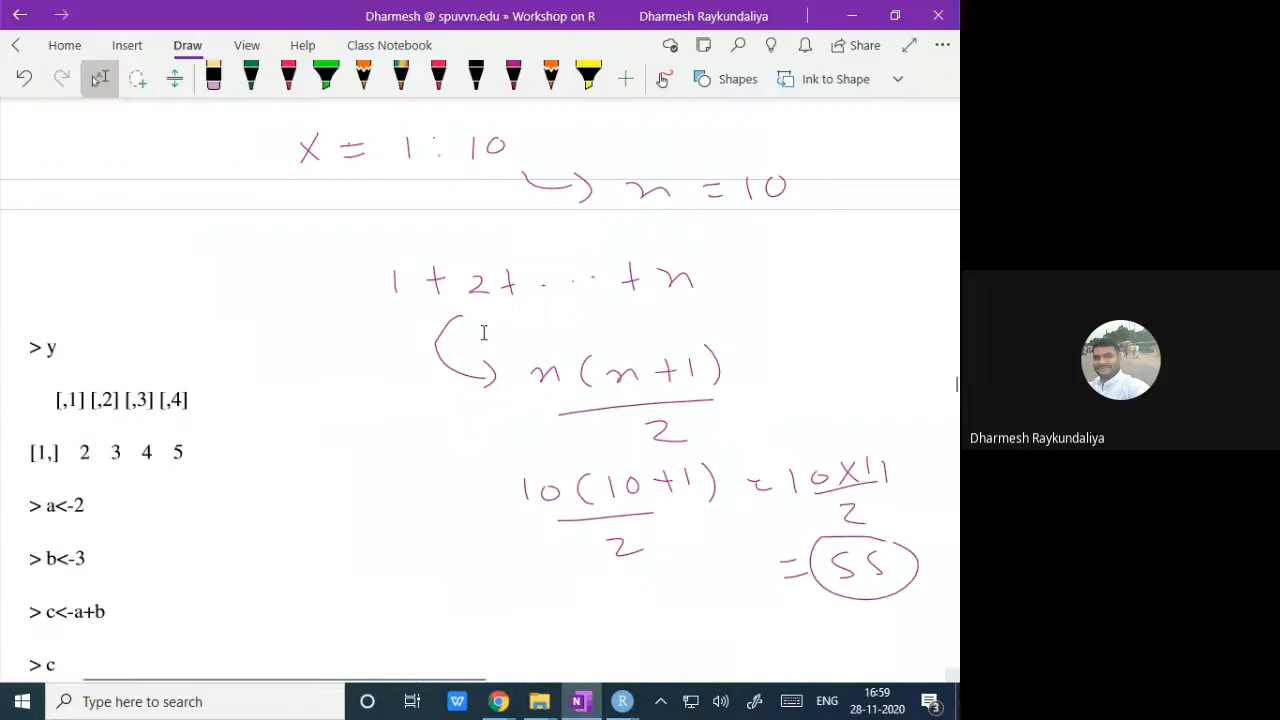 Dharmesh @ spuvvn.edu » Workshop on R
Dharmesh Raykundaliya
Home Insert Draw View Help Class Notebook
Share
Shapes
Ink to Shape
x = 1 : 10
n = 10
1 + 2 + ... + n
n ( n + 1 )
2
10 ( 10 + 1 ) = 10 X 11
2 2
= 55
> y
[,1] [,2] [,3] [,4]
[1,] 2 3 4 5
> a<-2
> b<-3
> c<-a+b
> c
Dharmesh Raykundaliya
Type here to search
ENG
16:59
28-11-2020
3